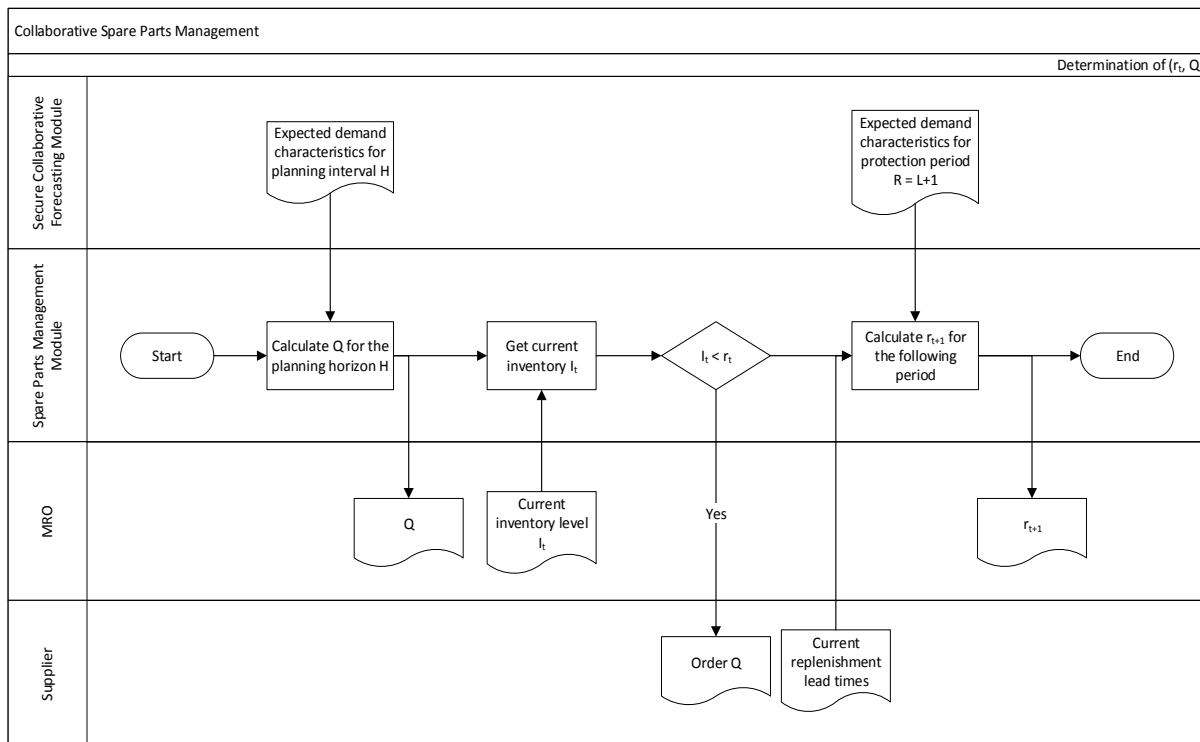 Collaborative Spare Parts Management
Determination of (rₜ, Q
Secure Collaborative
Forecasting Module
Expected demand
characteristics for
planning interval H
Expected demand
characteristics for
protection period
R = L+1
Spare Parts Management
Module
Start
Calculate Q for the
planning horizon H
Get current
inventory Iₜ
Iₜ < rₜ
Calculate rₜ₊₁ for
the following
period
End
MRO
Q
Current
inventory level
Iₜ
Yes
rₜ₊₁
Supplier
Order Q
Current
replenishment
lead times